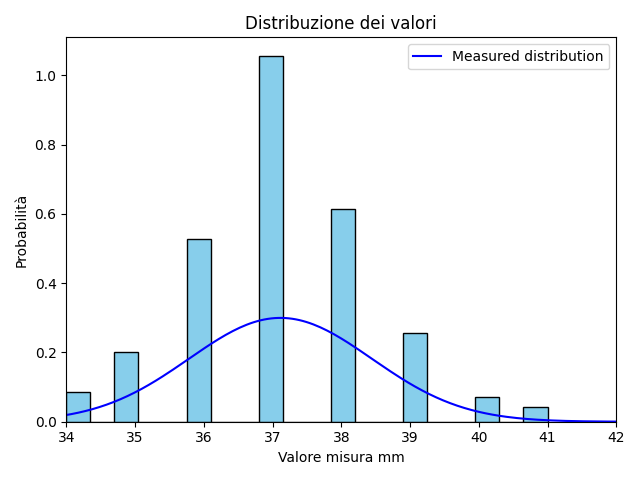 Distribuzione dei valori
Measured distribution
Probabilità
1.0
0.8
0.6
0.4
0.2
0.0
34 35 36 37 38 39 40 41 42
Valore misura mm